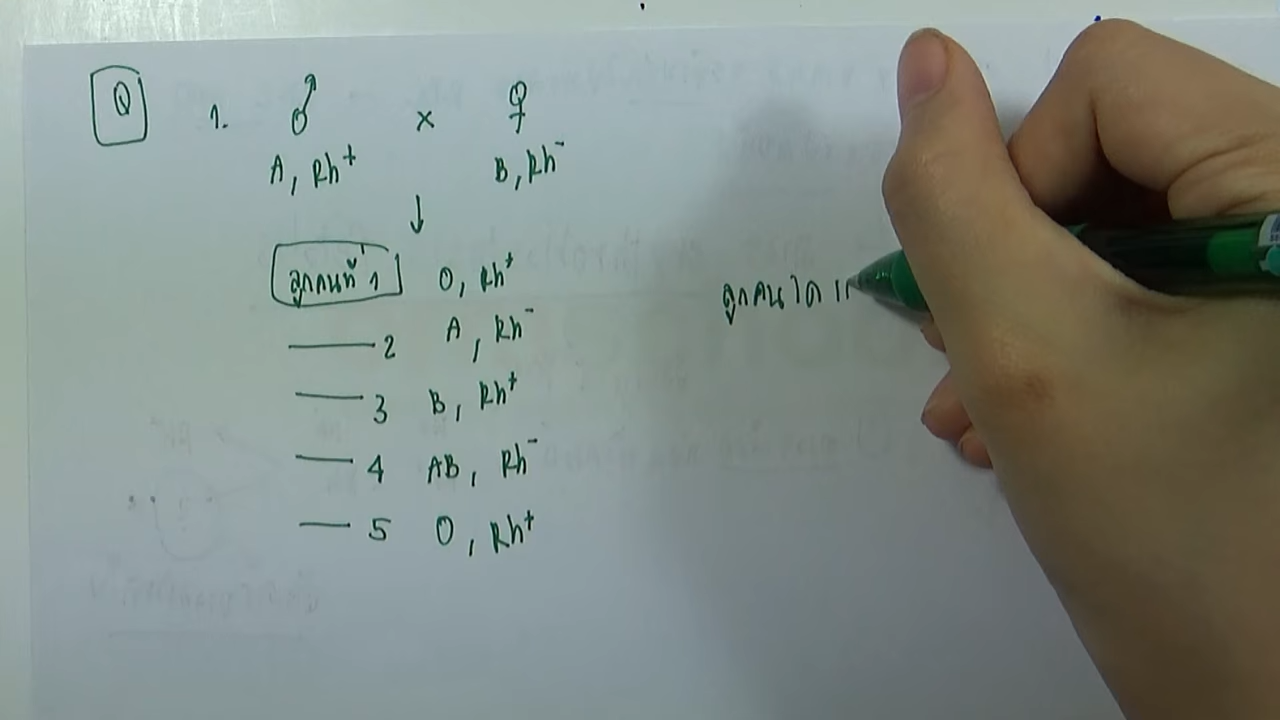 Q 1. ♂ × ♀
A, Rh+ B, Rh-
↓
ลูกคนที่ 1 O, Rh+
2 A, Rh-
3 B, Rh+
4 AB, Rh-
5 O, Rh+
ลูกคนใด